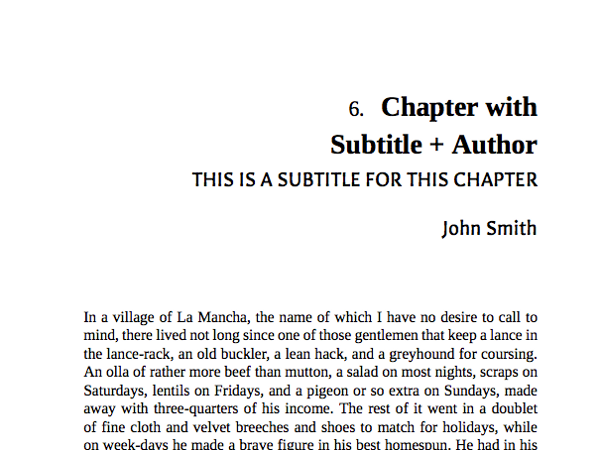 6. Chapter with
Subtitle + Author
THIS IS A SUBTITLE FOR THIS CHAPTER
John Smith
In a village of La Mancha, the name of which I have no desire to call to
mind, there lived not long since one of those gentlemen that keep a lance in
the lance-rack, an old buckler, a lean hack, and a greyhound for coursing.
An olla of rather more beef than mutton, a salad on most nights, scraps on
Saturdays, lentils on Fridays, and a pigeon or so extra on Sundays, made
away with three-quarters of his income. The rest of it went in a doublet
of fine cloth and velvet breeches and shoes to match for holidays, while
on week-days he made a brave figure in his best homespun. He had in his